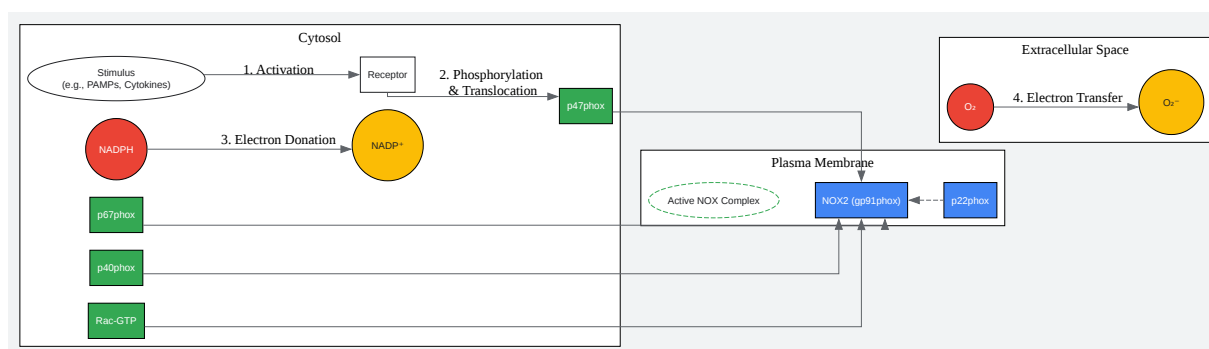 Cytosol
Stimulus
(e.g., PAMPs, Cytokines)
1. Activation
Receptor
2. Phosphorylation
& Translocation
p47phox
NADPH
3. Electron Donation
NADP⁺
p67phox
p40phox
Rac-GTP
Plasma Membrane
Active NOX Complex
NOX2 (gp91phox)
p22phox
Extracellular Space
O₂
4. Electron Transfer
O₂⁻